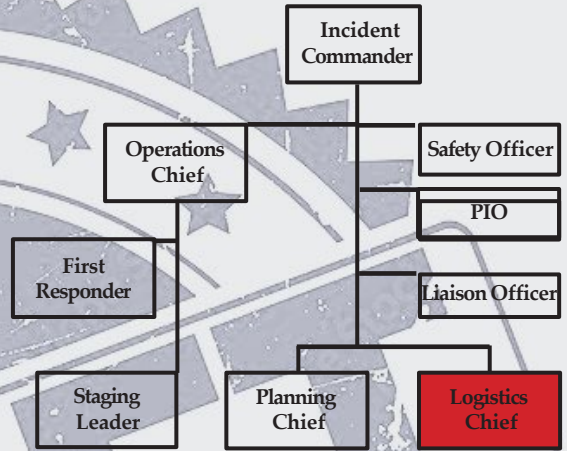 Incident
Commander
Operations
Chief
Safety Officer
PIO
First
Responder
Liaison Officer
Staging
Leader
Planning
Chief
Logistics
Chief